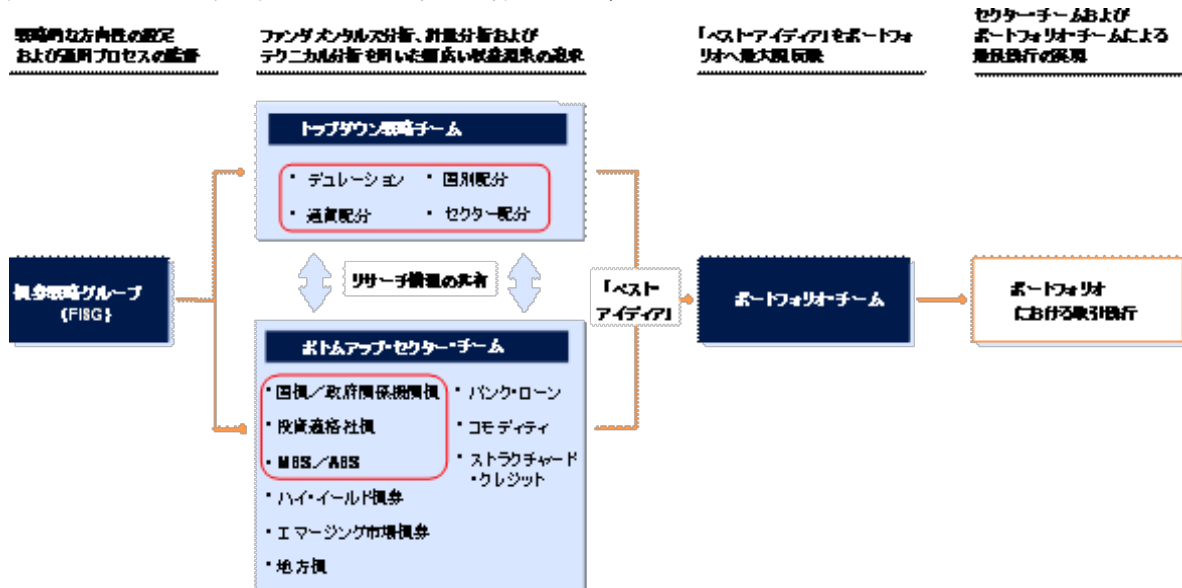 戦略的な方向性の設定
および運用プロセスの監督
ファンダメンタルズ分析、計量分析および
テクニカル分析を用いた幅広い収益源泉の追求
「ベスト・アイディア」をポートフォ
リオへ最大限反映
セクター・チームおよび
ポートフォリオ・チームによる
最良執行の実現
トップダウン戦略チーム
・ デュレーション ・ 国別配分
・ 通貨配分 ・ セクター配分
リサーチ情報の共有
債券戦略グループ
(FISG)
「ベスト・
アイディア」
ポートフォリオ・チーム
ポートフォリオ
における取引執行
ボトムアップ・セクター・チーム
・国債／政府関係機関債
・投資適格社債
・MBS／ABS
・ハイ・イールド債券
・エマージング市場債券
・地方債
・バンク・ローン
・コモディティ
・ストラクチャード
・クレジット